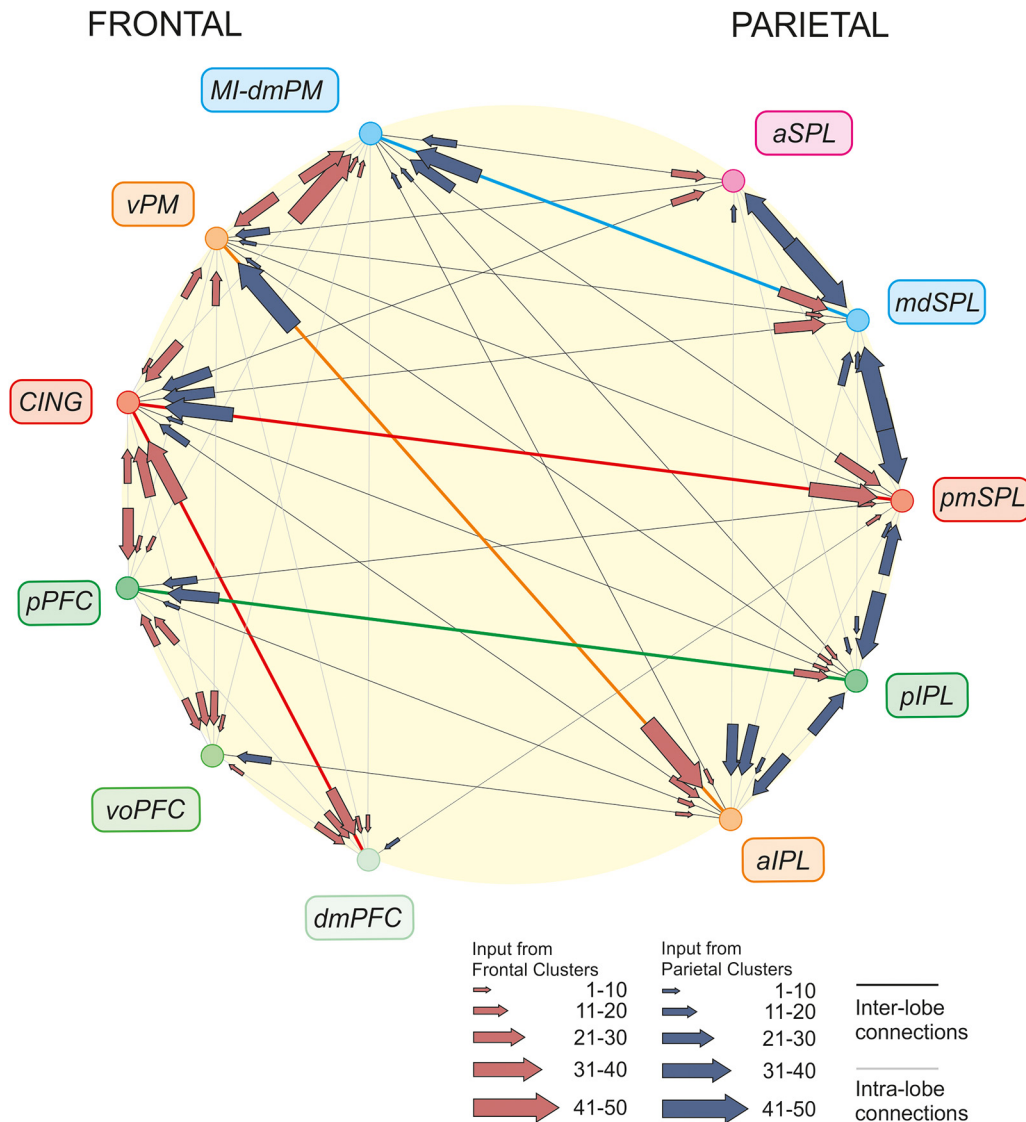 FRONTAL
PARIETAL
MI-dmPM
aSPL
vPM
mdSPL
CING
pmSPL
pPFC
pIPL
voPFC
aIPL
dmPFC
Input from
Frontal Clusters
1-10
11-20
21-30
31-40
41-50
Input from
Parietal Clusters
1-10
11-20
21-30
31-40
41-50
Inter-lobe
connections
Intra-lobe
connections